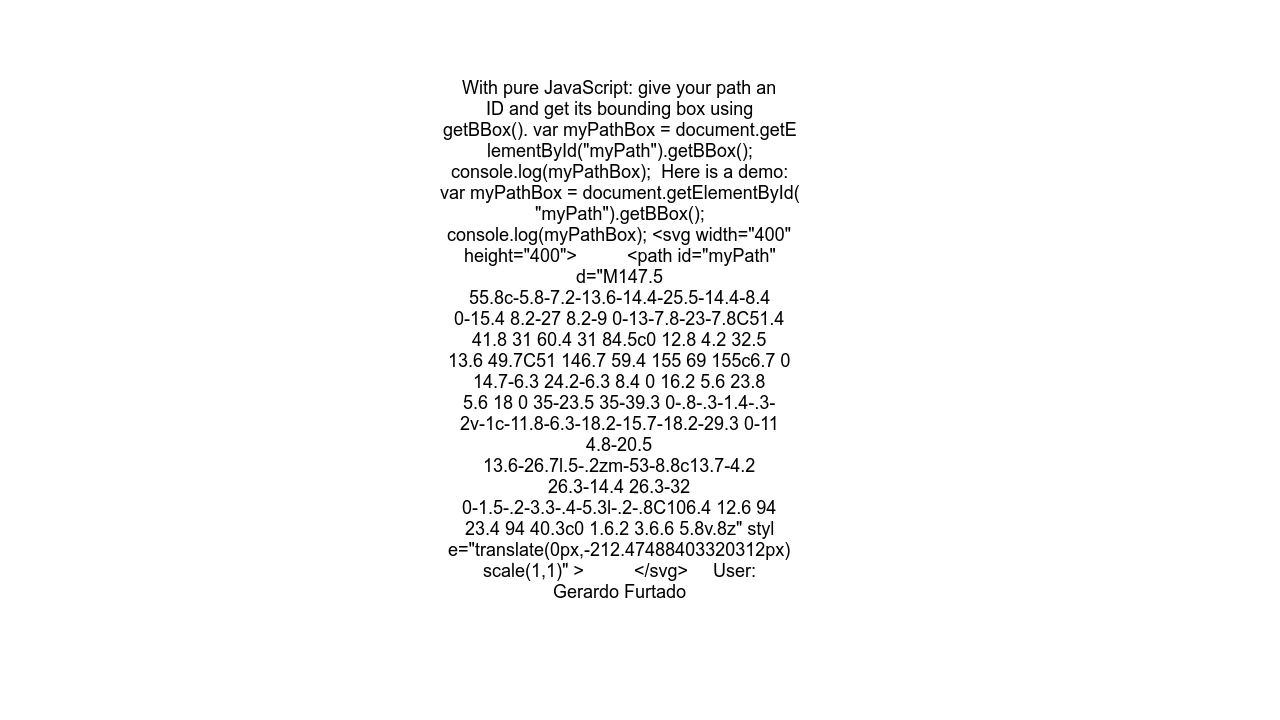 With pure JavaScript: give your path an
ID and get its bounding box using
getBBox(). var myPathBox = document.getE
lementById("myPath").getBBox();
console.log(myPathBox);  Here is a demo:
var myPathBox = document.getElementById(
"myPath").getBBox();
console.log(myPathBox); <svg width="400"
height="400">          <path id="myPath"
d="M147.5
55.8c-5.8-7.2-13.6-14.4-25.5-14.4-8.4
0-15.4 8.2-27 8.2-9 0-13-7.8-23-7.8C51.4
41.8 31 60.4 31 84.5c0 12.8 4.2 32.5
13.6 49.7C51 146.7 59.4 155 69 155c6.7 0
14.7-6.3 24.2-6.3 8.4 0 16.2 5.6 23.8
5.6 18 0 35-23.5 35-39.3 0-.8-.3-1.4-.3-
2v-1c-11.8-6.3-18.2-15.7-18.2-29.3 0-11
4.8-20.5
13.6-26.7l.5-.2zm-53-8.8c13.7-4.2
26.3-14.4 26.3-32
0-1.5-.2-3.3-.4-5.3l-.2-.8C106.4 12.6 94
23.4 94 40.3c0 1.6.2 3.6.6 5.8v.8z" styl
e="translate(0px,-212.47488403320312px)
scale(1,1)" >          </svg>     User:
Gerardo Furtado